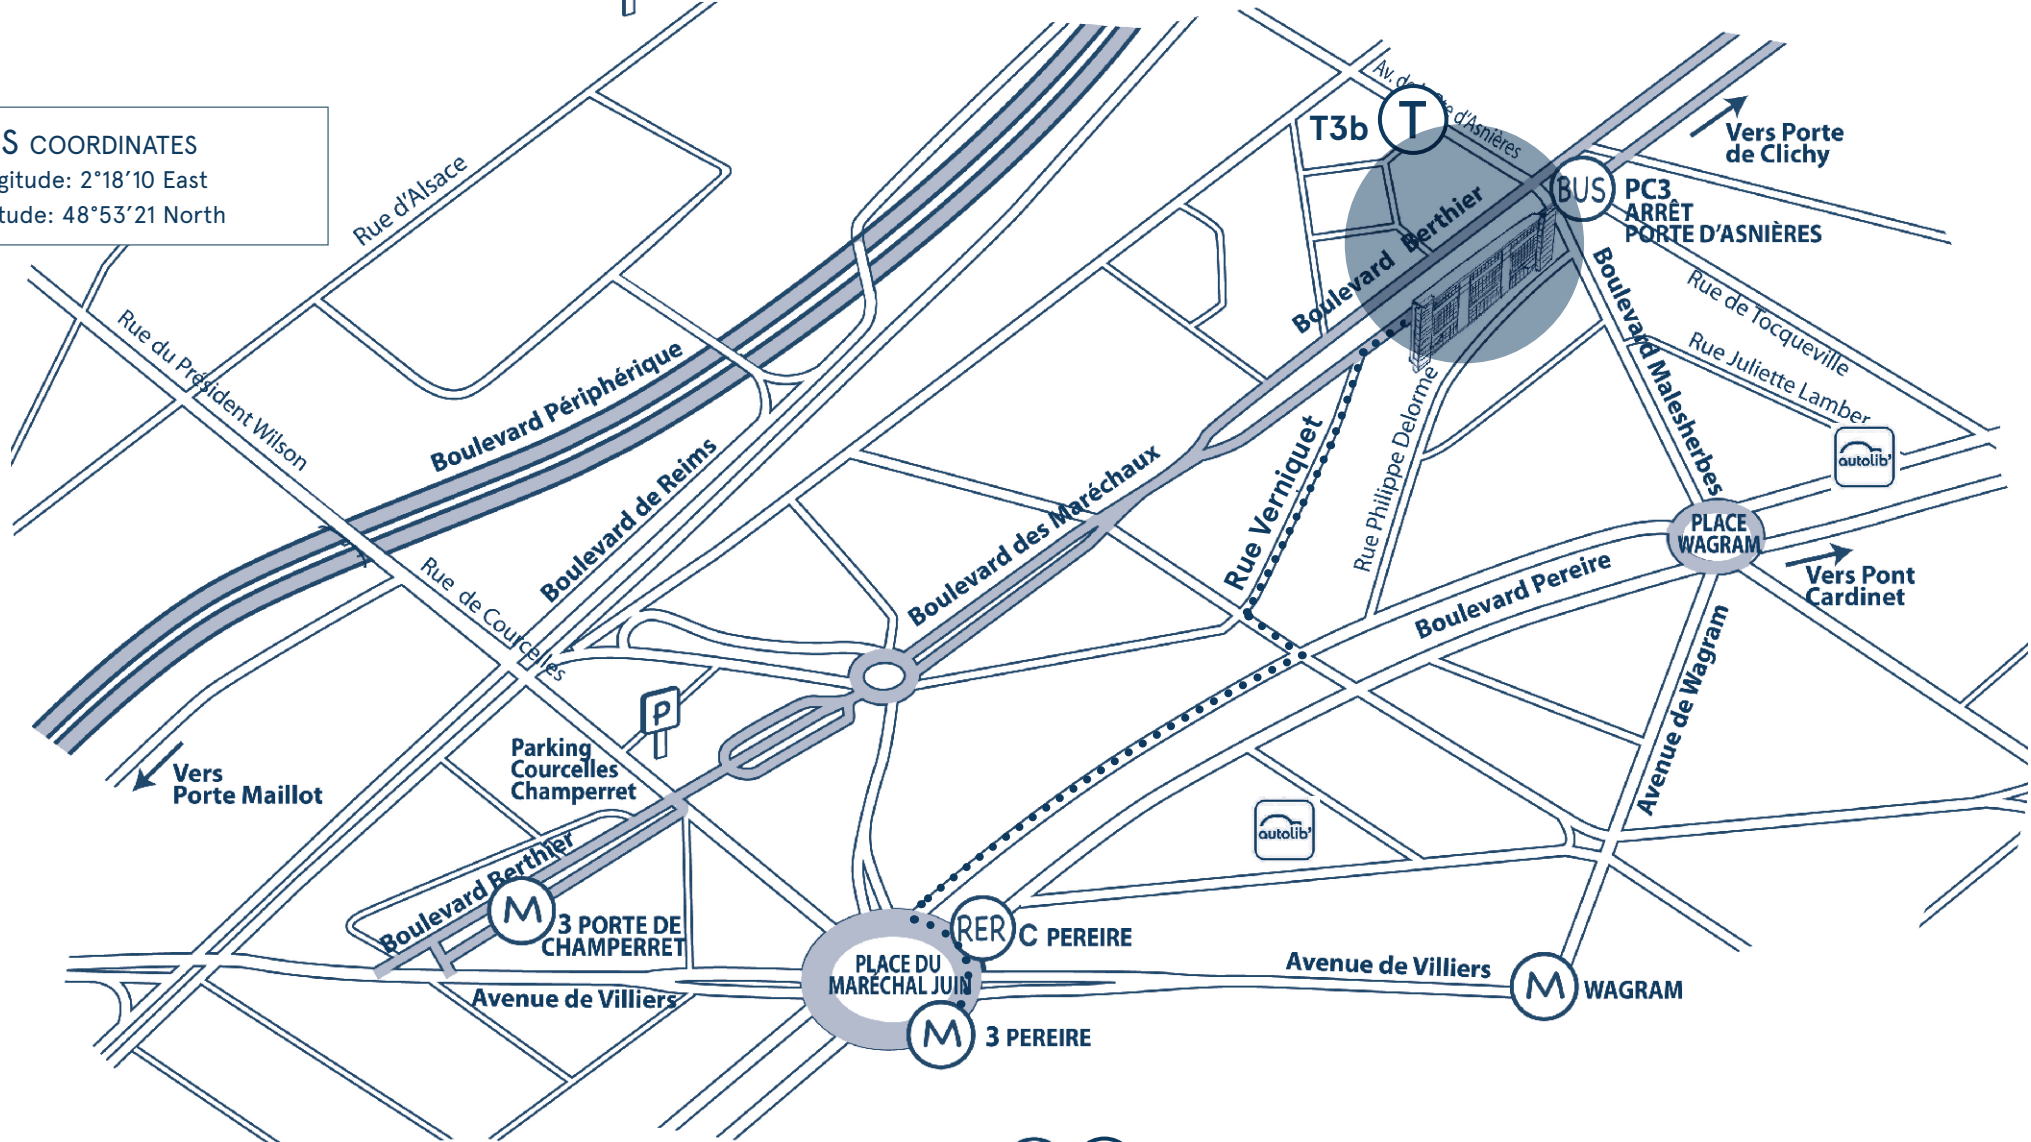 S COORDINATES
gitude: 2°18'10 East
tude: 48°53'21 North
Rue d'Alsace
Rue du Président Wilson
Boulevard Périphérique
Boulevard de Reims
Rue de Courcelles
Boulevard des Maréchaux
Vers
Porte Maillot
P
Parking
Courcelles
Champerret
Boulevard Berthier
M
3 PORTE DE
CHAMPERRET
Avenue de Villiers
PLACE DU
MARÉCHAL JUIN
RER
C PEREIRE
M
3 PEREIRE
Avenue de Villiers
M
WAGRAM
autolib'
T3b
T
d'Asnières
Boulevard Berthier
BUS
PC3
ARRÊT
PORTE D'ASNIÈRES
Vers Porte
de Clichy
Rue de Tocqueville
Rue Juliette Lamber
Boulevard Malesherbes
autolib'
Rue Verniquet
Rue Philippe Delorme
PLACE
WAGRAM
Vers Pont
Cardinet
Boulevard Pereire
Avenue de Wagram